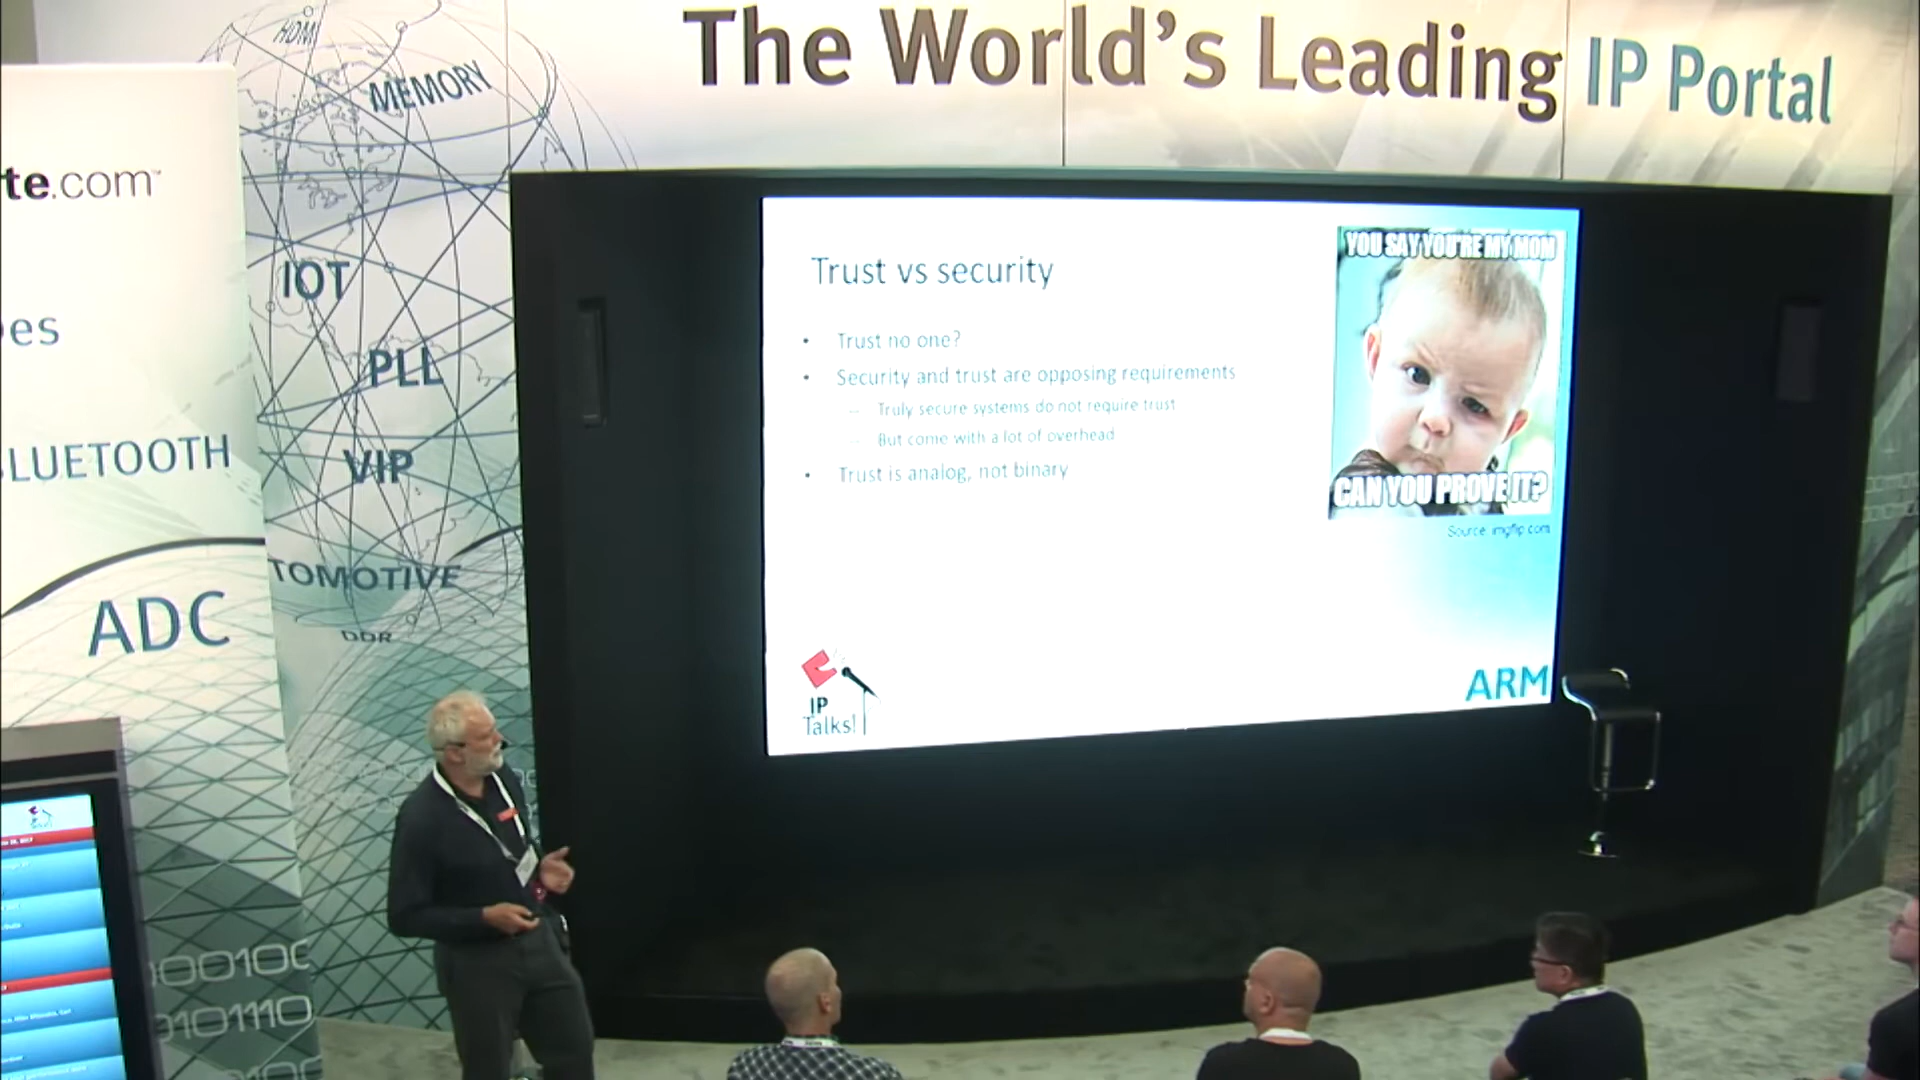 The World's Leading IP Portal
HDMI
MEMORY
te.com
IOT
es
PLL
LUETOOTH
VIP
TOMOTIVE
ADC
DDR
Trust vs security
• Trust no one?
• Security and trust are opposing requirements
– Truly secure systems do not require trust
– But come with a lot of overhead
• Trust is analog, not binary
YOU SAY YOU'RE MY MOM
CAN YOU PROVE IT?
Source: imgflip.com
IP
Talks!
ARM